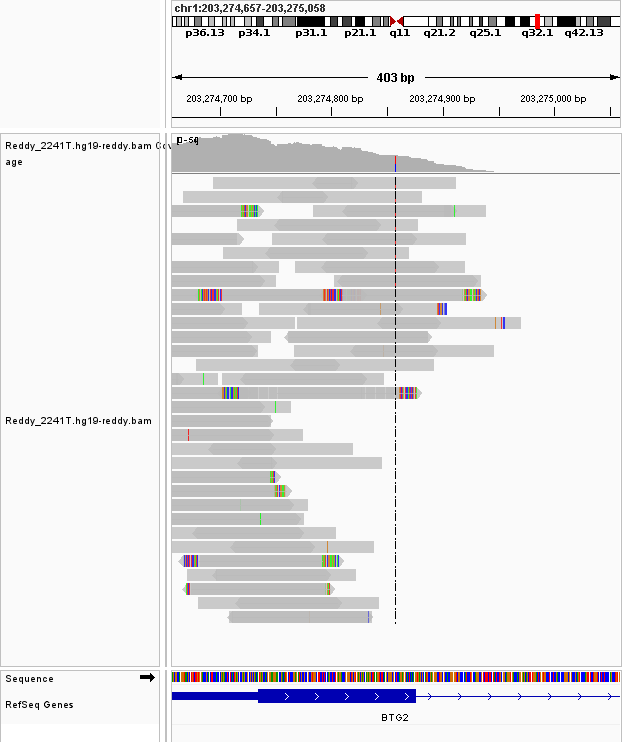 chr1:203,274,657-203,275,058
p36.13 p34.1 p31.1 p21.1 q11 q21.2 q25.1 q32.1 q42.13
403 bp
203,274,700 bp 203,274,800 bp 203,274,900 bp 203,275,000 bp
Reddy_2241T.hg19-reddy.bam Cov
age
Reddy_2241T.hg19-reddy.bam
Sequence
RefSeq Genes
BTG2